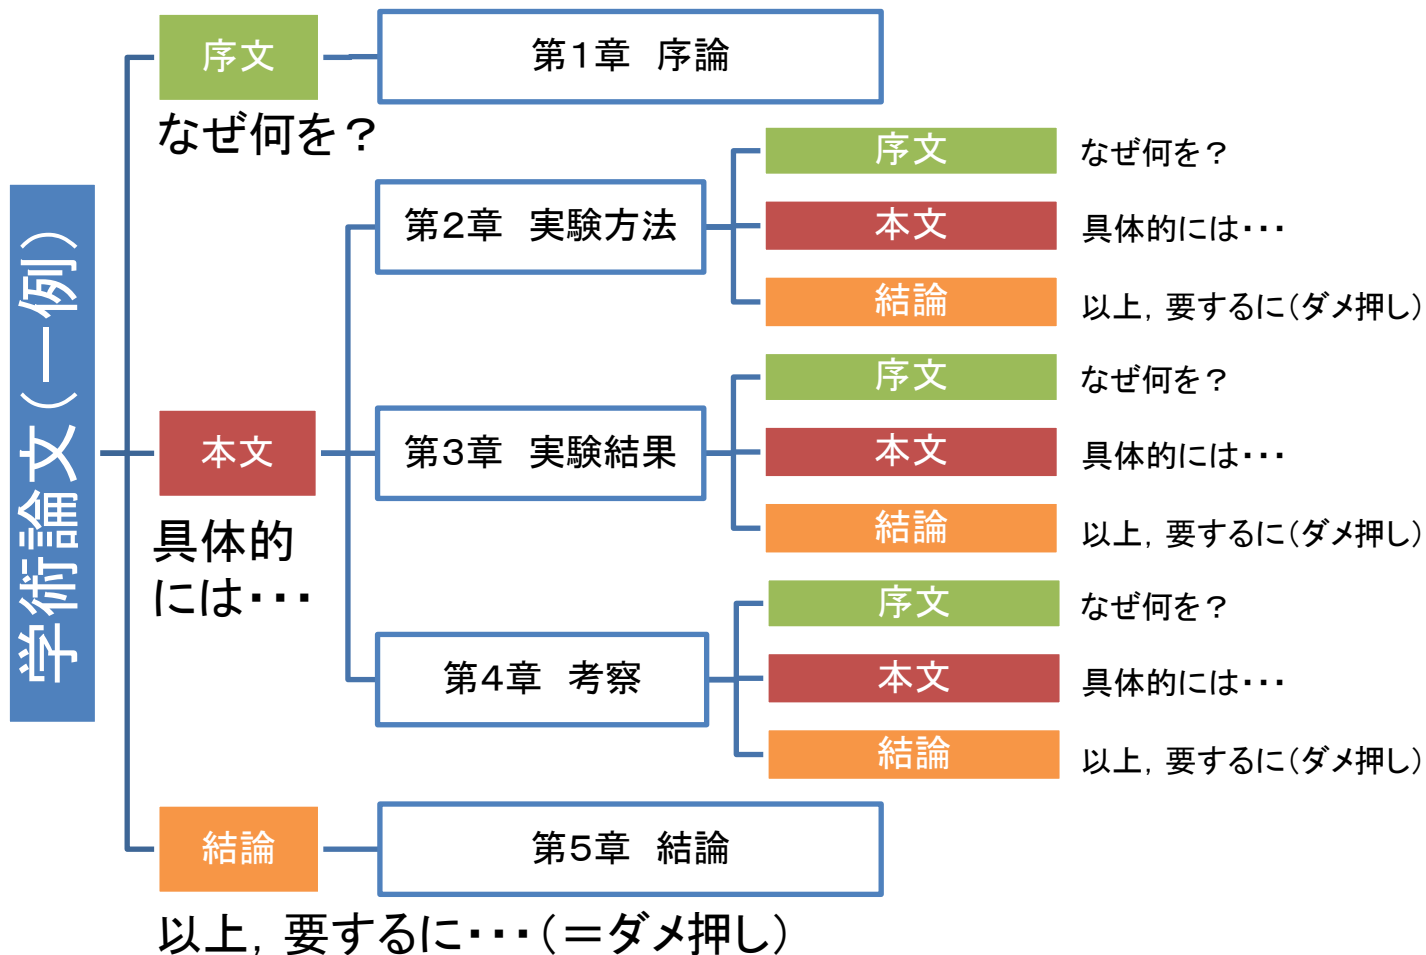 学術論文（一例）
序文
第１章　序論
なぜ何を？
本文
具体的
には・・・
第２章　実験方法
序文
なぜ何を？
本文
具体的には・・・
結論
以上，要するに（ダメ押し）
第３章　実験結果
序文
なぜ何を？
本文
具体的には・・・
結論
以上，要するに（ダメ押し）
第４章　考察
序文
なぜ何を？
本文
具体的には・・・
結論
以上，要するに（ダメ押し）
結論
第５章　結論
以上，要するに・・・（＝ダメ押し）